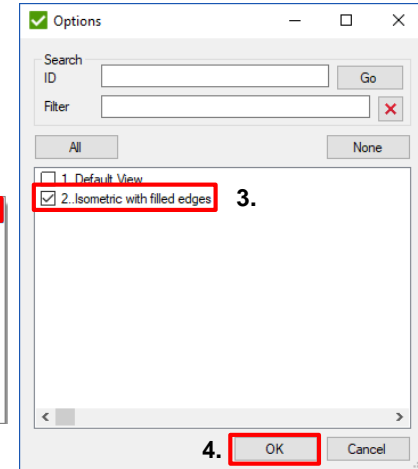 Options
Search
ID
Go
Filter
All
None
1..Default View
2..Isometric with filled edges
3.
4.
OK
Cancel